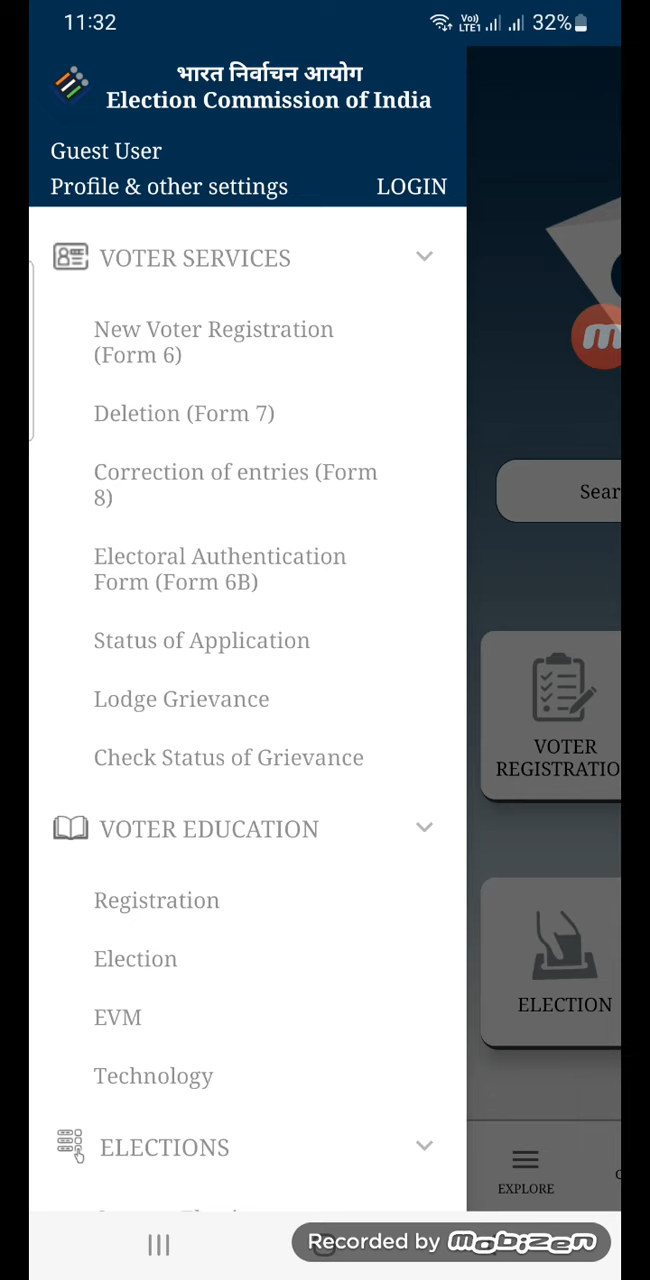 11:32
Vo)) LTE1 32%
भारत निर्वाचन आयोग
Election Commission of India
Guest User
Profile & other settings LOGIN
VOTER SERVICES
New Voter Registration
(Form 6)
Deletion (Form 7)
Correction of entries (Form
8)
Electoral Authentication
Form (Form 6B)
Status of Application
Lodge Grievance
Check Status of Grievance
VOTER EDUCATION
Registration
Election
EVM
Technology
ELECTIONS
m
Sear
VOTER
REGISTRATIO
ELECTION
EXPLORE
Recorded by mobizen